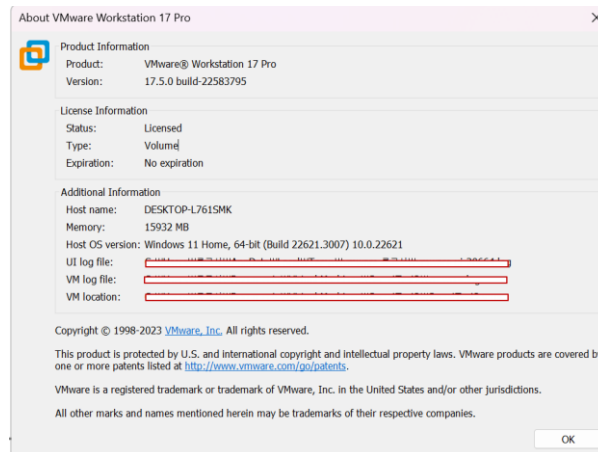 About VMware Worksta​tion 17 Pro
Product Information
Product: VMware® Workstation 17 Pro
Version: 17.5.0 build-22583795
License Information
Status: Licensed
Type: Volume
Expiration: No expiration
Additional Information
Host name: DESKTOP-L761SMK
Memory: 15932 MB
Host OS version: Windows 11 Home, 64-bit (Build 22621.3007) 10.0.22621
UI log file:
VM log file:
VM location:
Copyright © 1998-2023 VMware, Inc. All rights reserved.
This product is protected by U.S. and international copyright and intellectual property laws. VMware products are covered b
one or more patents listed at http://www.vmware.com/go/patents.
VMware is a registered trademark or trademark of VMware, Inc. in the United States and/or other jurisdictions.
All other marks and names mentioned herein may be trademarks of their respective companies.
OK